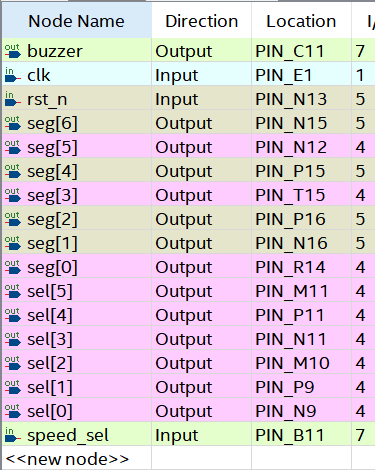 Node Name Direction Location I/
out buzzer Output PIN_C11 7
in clk Input PIN_E1 1
in rst_n Input PIN_N13 5
out seg[6] Output PIN_N15 5
out seg[5] Output PIN_N12 4
out seg[4] Output PIN_P15 5
out seg[3] Output PIN_T15 4
out seg[2] Output PIN_P16 5
out seg[1] Output PIN_N16 5
out seg[0] Output PIN_R14 4
out sel[5] Output PIN_M11 4
out sel[4] Output PIN_P11 4
out sel[3] Output PIN_N11 4
out sel[2] Output PIN_M10 4
out sel[1] Output PIN_P9 4
out sel[0] Output PIN_N9 4
in speed_sel Input PIN_B11 7
<<new node>>